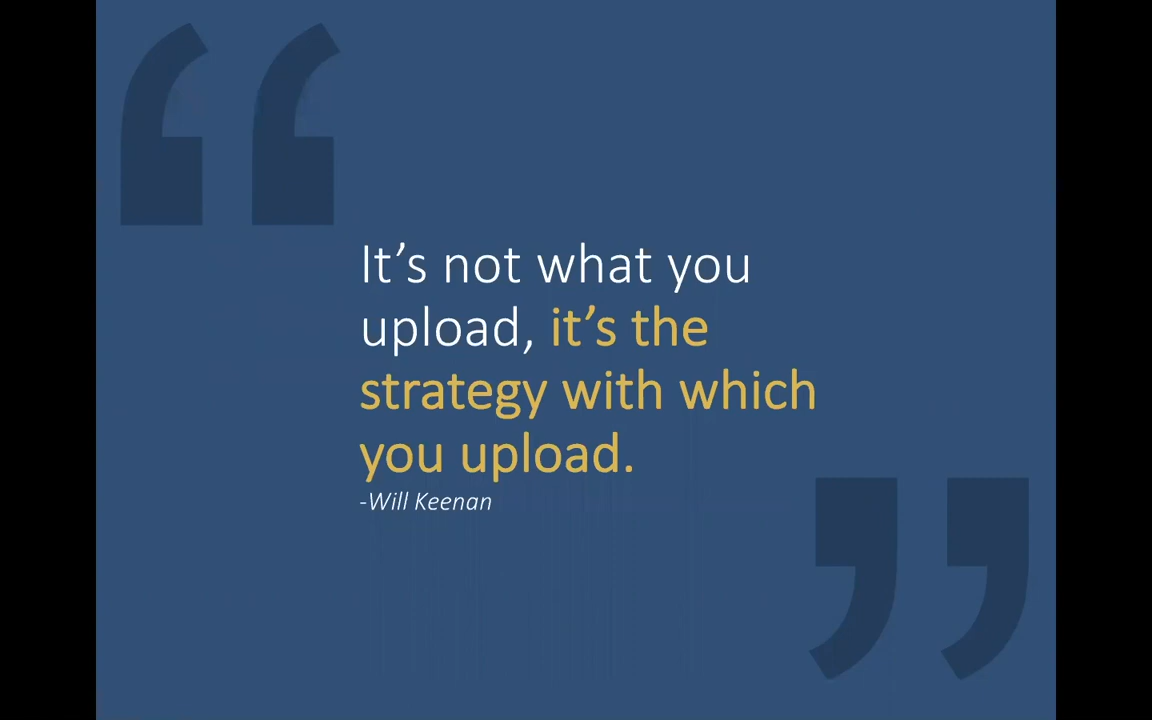 It’s not what you
upload, it’s the
strategy with which
you upload.
-Will Keenan